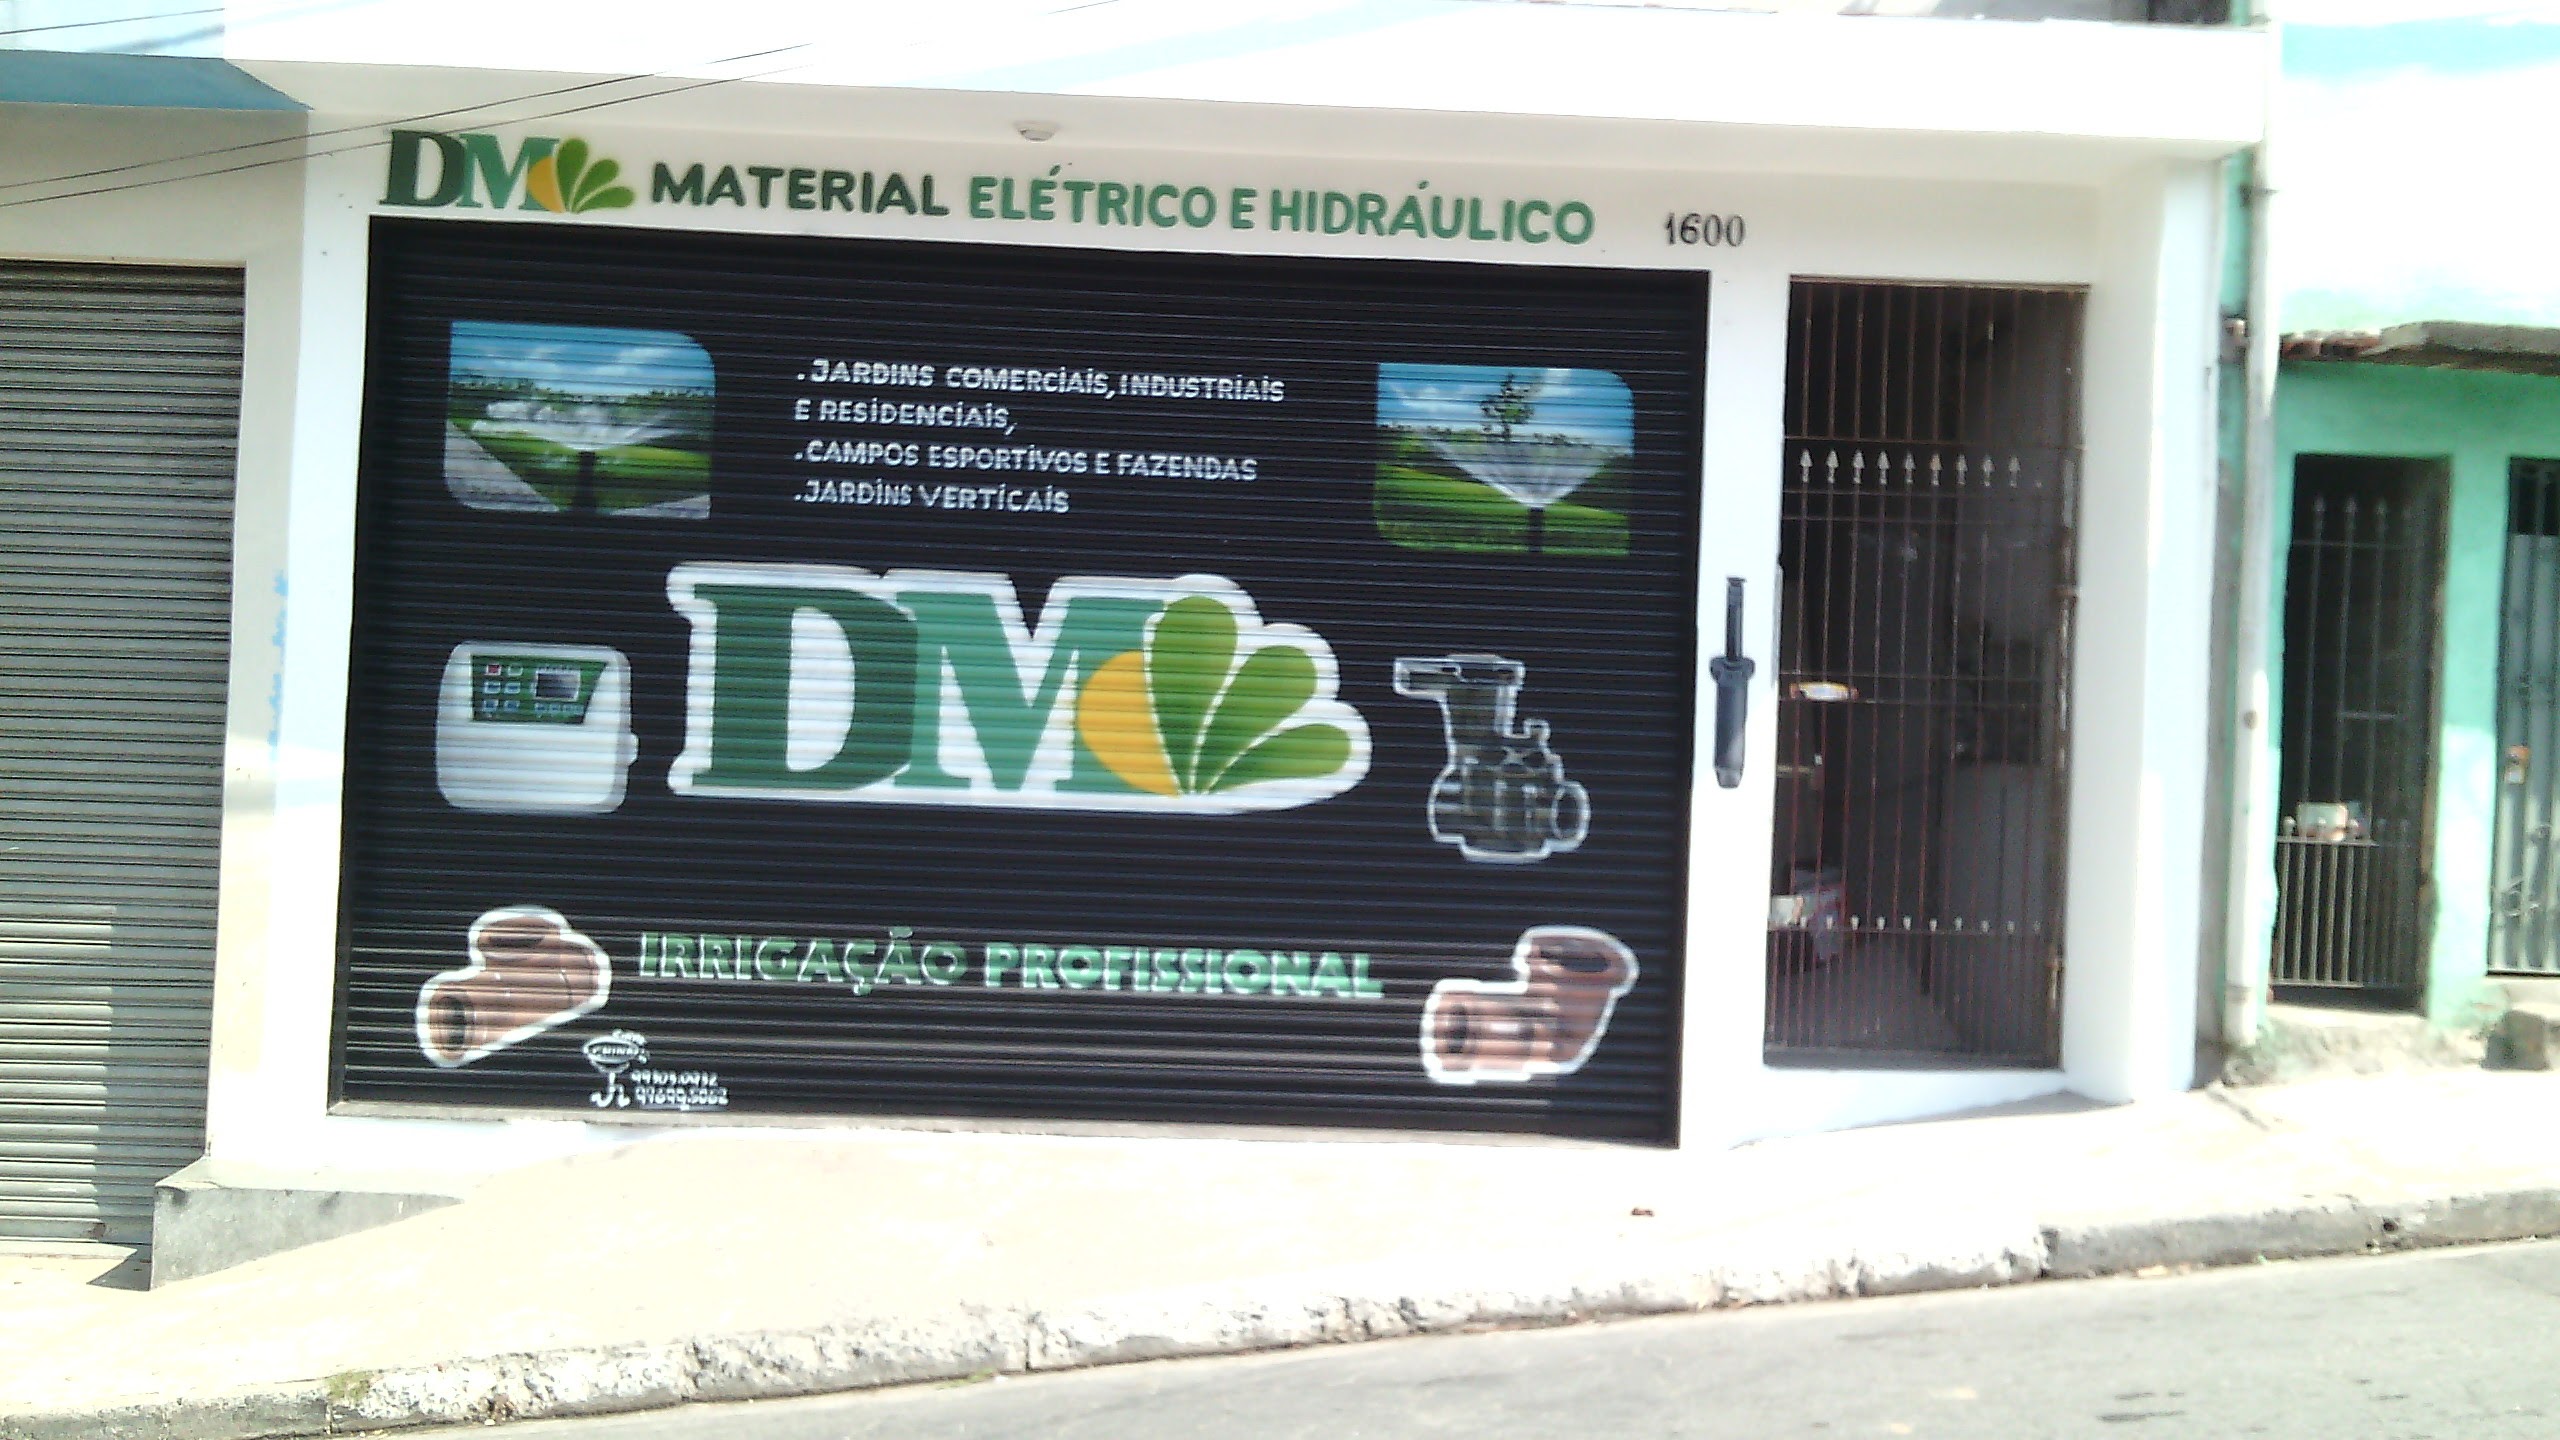 DM MATERIAL ELÉTRICO E HIDRÁULICO 1600
.JARDINS COMERCIAIS, INDUSTRIAIS
E RESIDENCIAIS,
.CAMPOS ESPORTIVOS E FAZENDAS
.JARDINS VERTICAIS
DM
IRRIGAÇÃO PROFISSIONAL